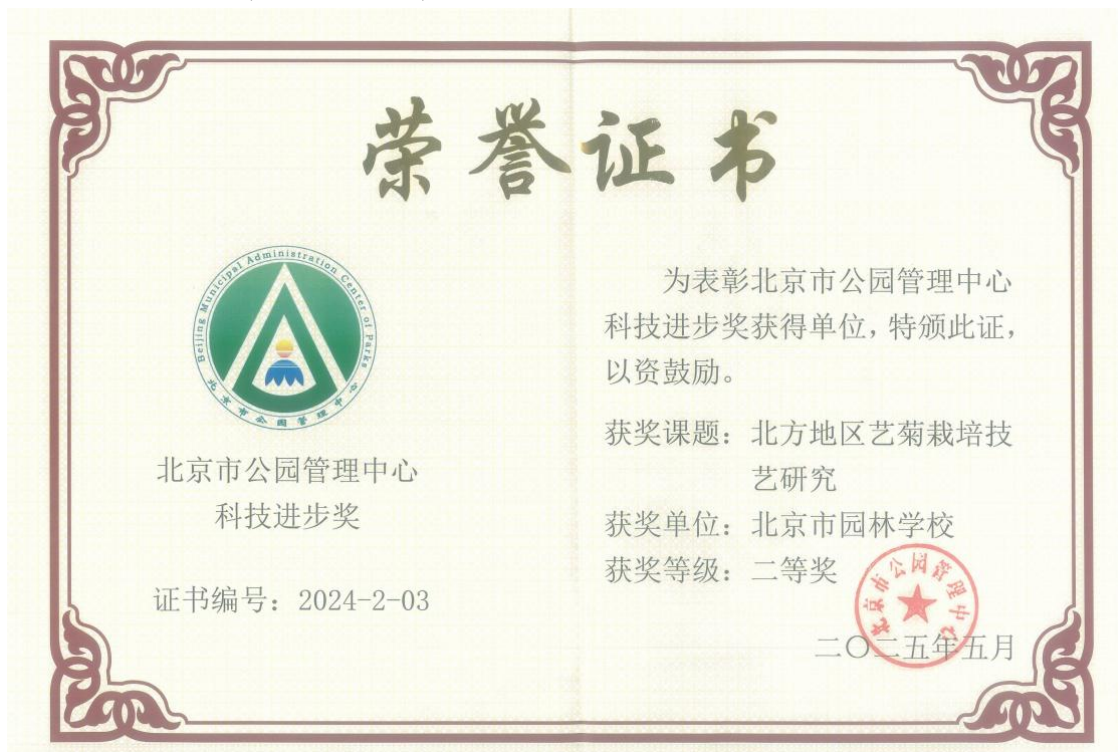 荣誉证书
Beijing Municipal Administration Center of Parks
北京市公园管理中心
北京市公园管理中心
科技进步奖
证书编号：2024-2-03
为表彰北京市公园管理中心
科技进步奖获得单位，特颁此证，
以资鼓励。
获奖课题：北方地区艺菊栽培技
艺研究
获奖单位：北京市园林学校
获奖等级：二等奖
北京市公园管理中心
二〇二五年五月